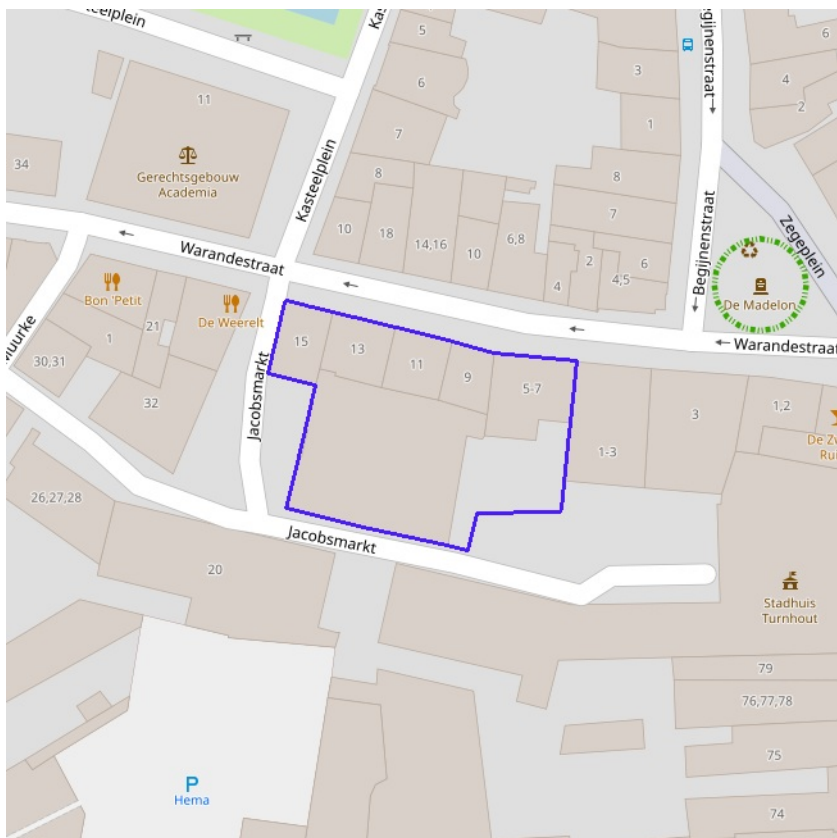 Kasteelplein
Begijnenstraat
5
6
3
6
4
2
11
1
7
34
Gerechtsgebouw
Academia
Kasteelplein
8
8
7
10
18
14,16
10
6,8
2
6
4,5
4
Begijnenstraat
Zegeplein
De Madelon
Warandestraat
Warandestraat
Bon 'Petit
De Weerelt
21
1
30,31
32
15
13
11
9
5-7
Jacobsmarkt
1-3
3
1,2
26,27,28
Jacobsmarkt
20
Stadhuis
Turnhout
79
76,77,78
75
74
P
Hema